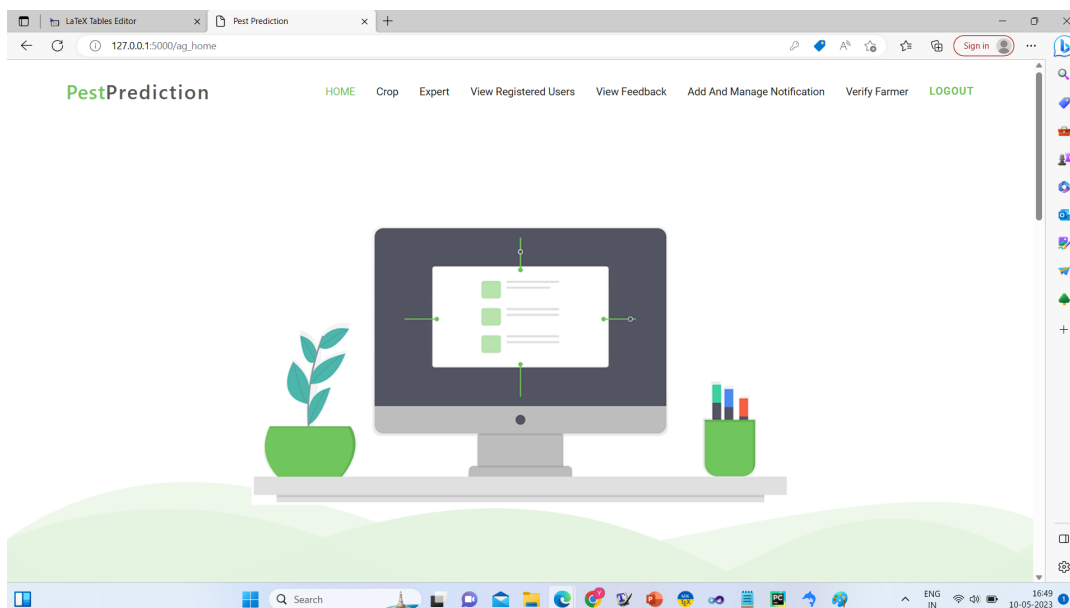 LaTeX Tables Editor
Pest Prediction
127.0.0.1:5000/ag_home
Sign in
PestPrediction
HOME Crop Expert View Registered Users View Feedback Add And Manage Notification Verify Farmer LOGOUT
Search
ENG
IN
16:49
10-05-2023
1